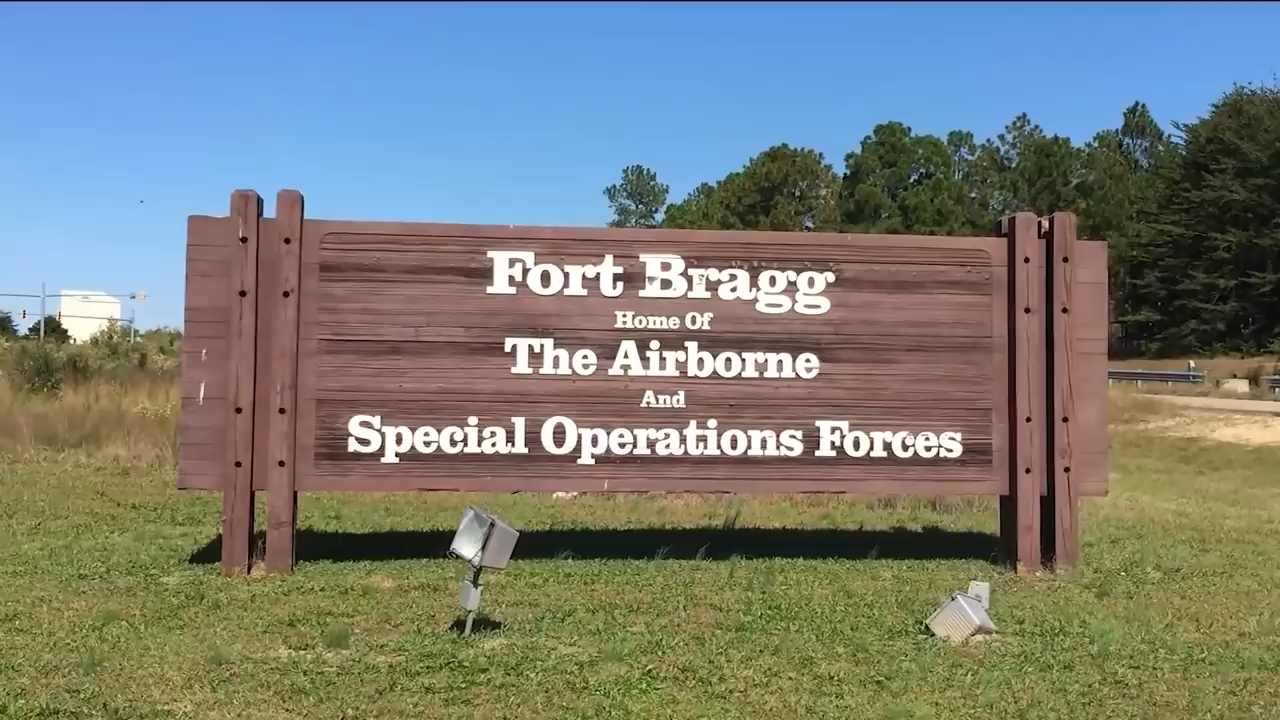 Fort Bragg
Home Of
The Airborne
And
Special Operations Forces